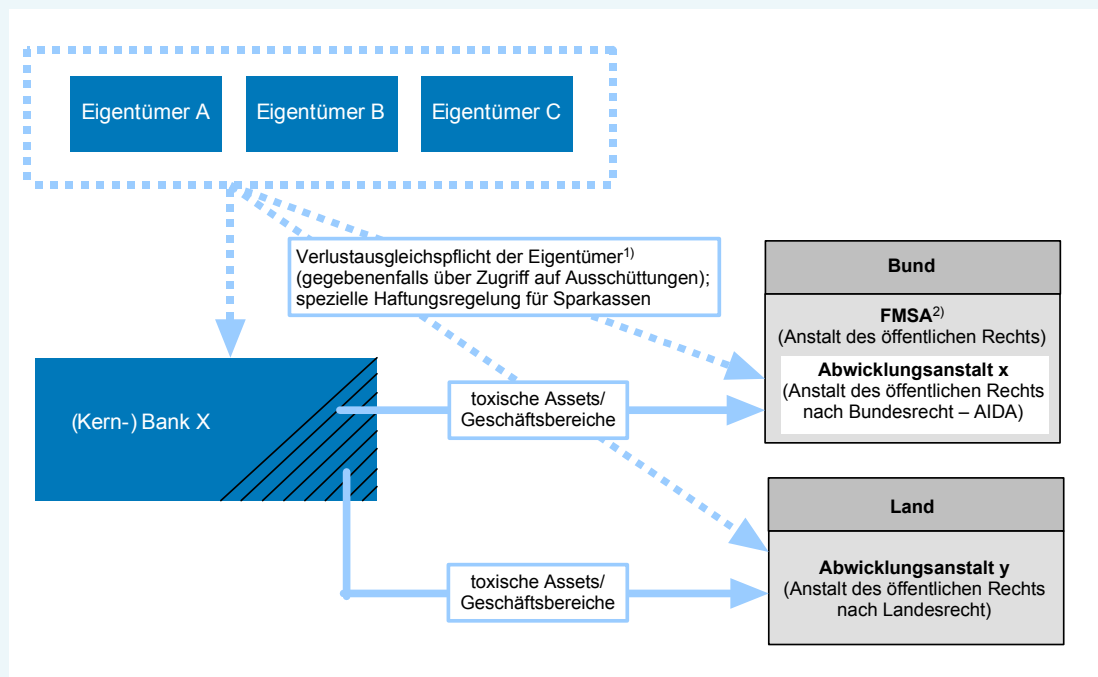 Eigentümer A
Eigentümer B
Eigentümer C
Verlustausgleichspflicht der Eigentümer1)
(gegebenenfalls über Zugriff auf Ausschüttungen);
spezielle Haftungsregelung für Sparkassen
Bund
FMSA2)
(Anstalt des öffentlichen Rechts)
Abwicklungsanstalt x
(Anstalt des öffentlichen Rechts
nach Bundesrecht – AIDA)
(Kern-) Bank X
toxische Assets/
Geschäftsbereiche
Land
Abwicklungsanstalt y
(Anstalt des öffentlichen Rechts
nach Landesrecht)
toxische Assets/
Geschäftsbereiche